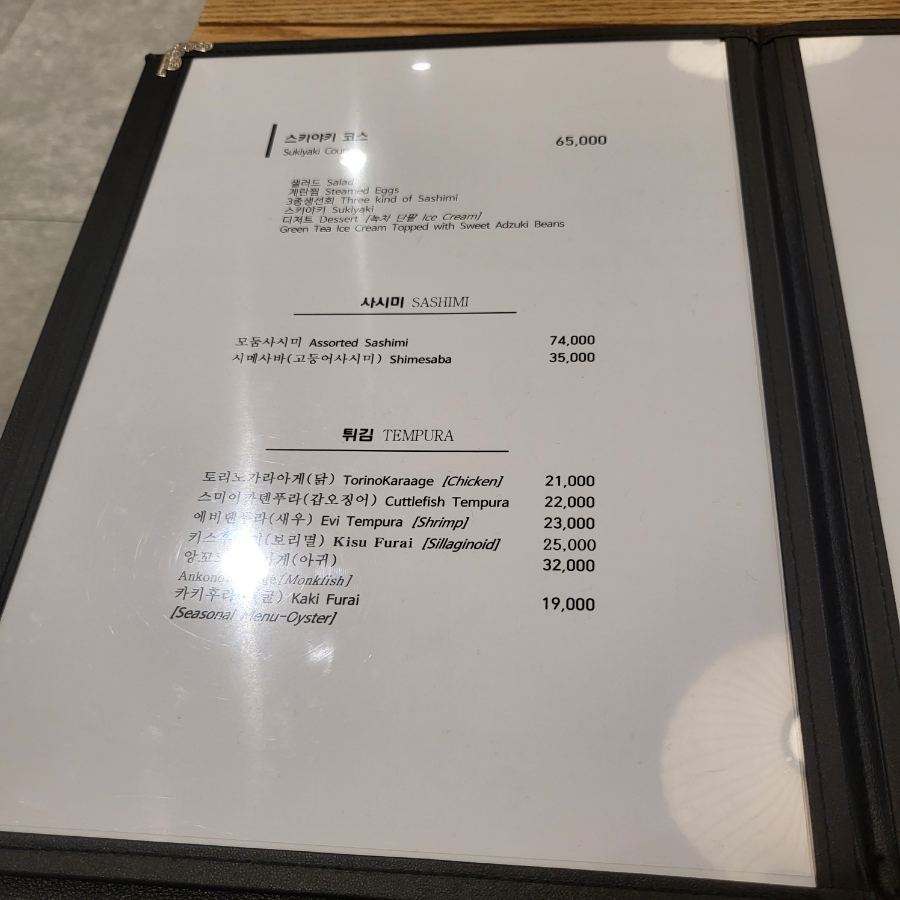 스키야키 코스 65,000
Sukiyaki
샐러드 Salad
계란찜 Steamed Eggs
3종생선회 Three kind of Sashimi
스키야키 Sukiyaki
디저트 Dessert [녹차 단팥 Ice Cream]
Green Tea Ice Cream Topped with Sweet Adzuki Beans
사시미 SASHIMI
모둠사시미 Assorted Sashimi 74,000
시메사바(고등어사시미) Shimesaba 35,000
튀김 TEMPURA
토리노가라아게(닭) TorinoKaraage [Chicken] 21,000
스미이카덴푸라(갑오징어) Cuttlefish Tempura 22,000
에비덴푸라(새우) Evi Tempura [Shrimp] 23,000
(보리멸) Kisu Furai [Sillaginoid] 25,000
(아귀) 32,000
[Monkfish]
카키후라이(굴) Kaki Furai 19,000
[Seasonal Menu-Oyster]